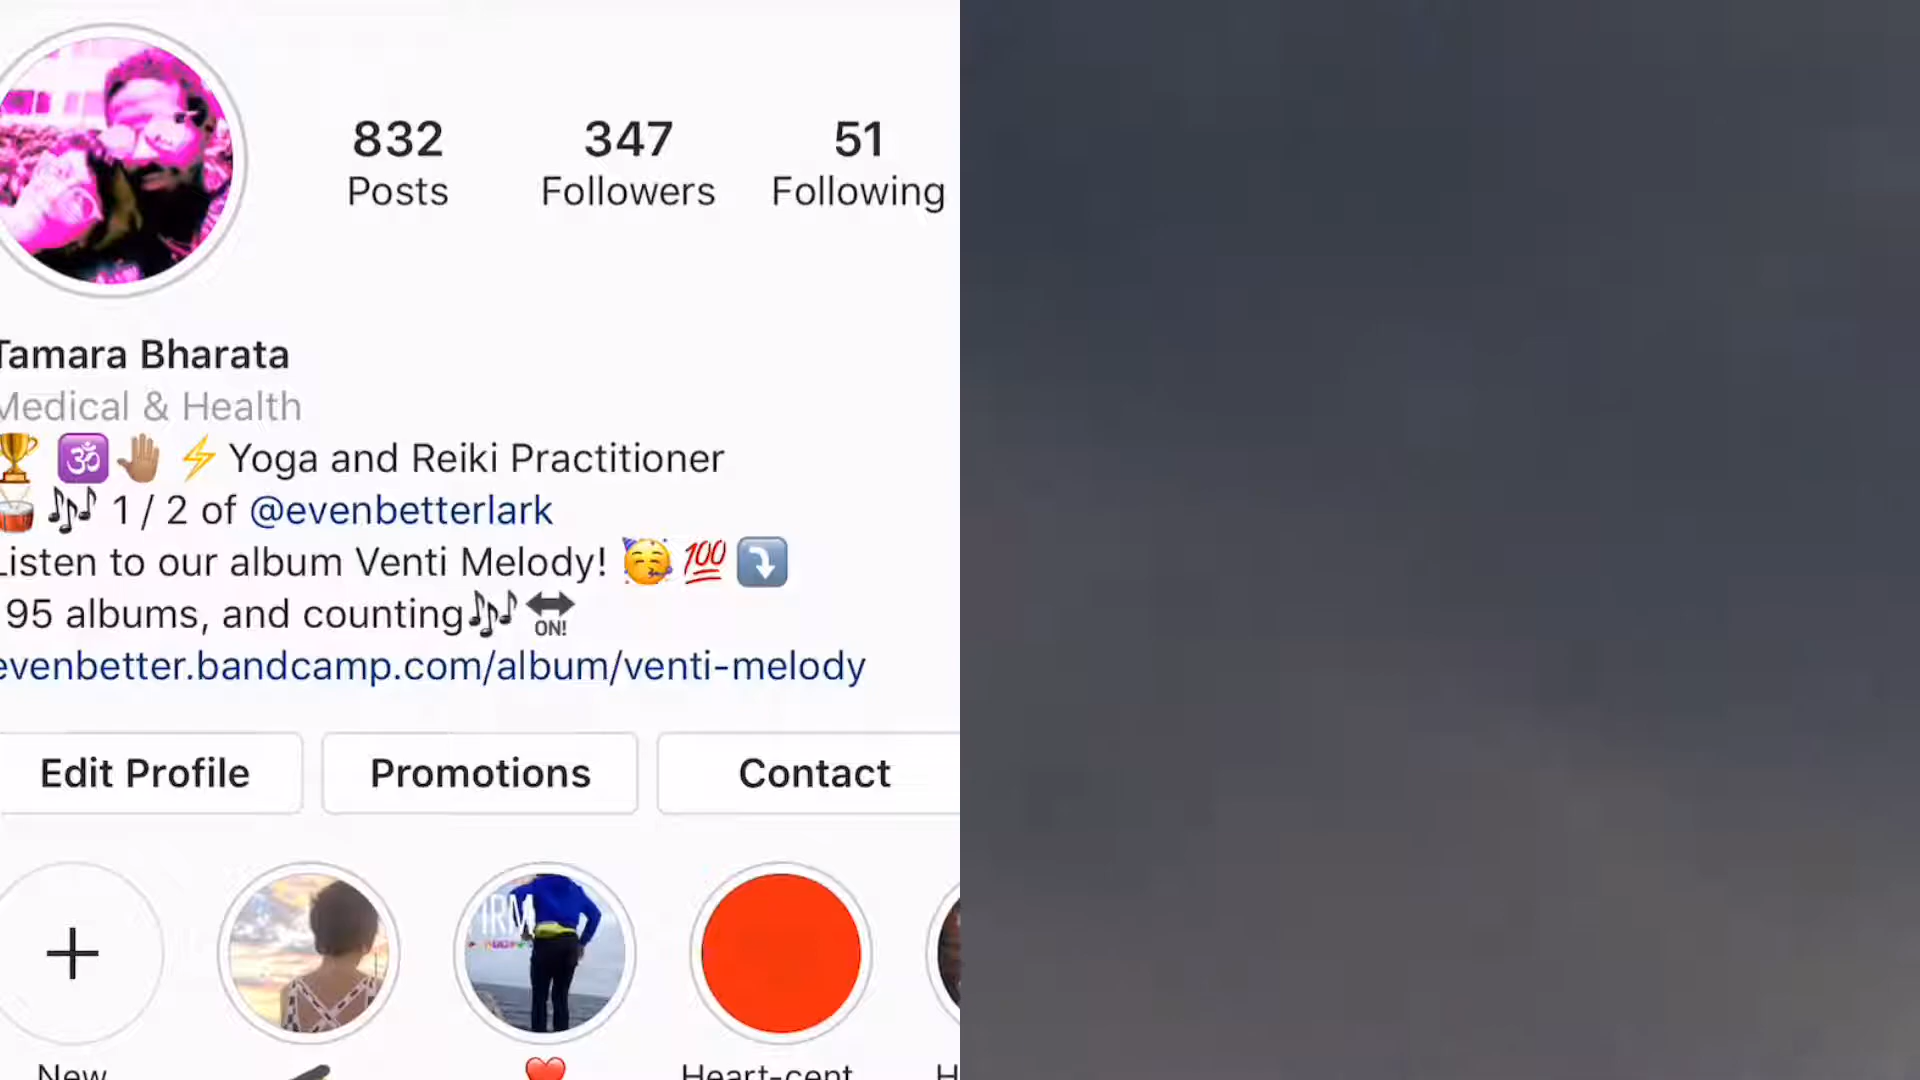 832 347 51
Posts Followers Following
Tamara Bharata
Medical & Health
🏆 🕉🤚🏽 ⚡ Yoga and Reiki Practitioner
🥁 🎶 1 / 2 of @evenbetterlark
Listen to our album Venti Melody! 🥳 💯 ⤵️
95 albums, and counting🎶 🔛
evenbetter.bandcamp.com/album/venti-melody
Edit Profile Promotions Contact
IRM
New ❤️ Heart-cent H